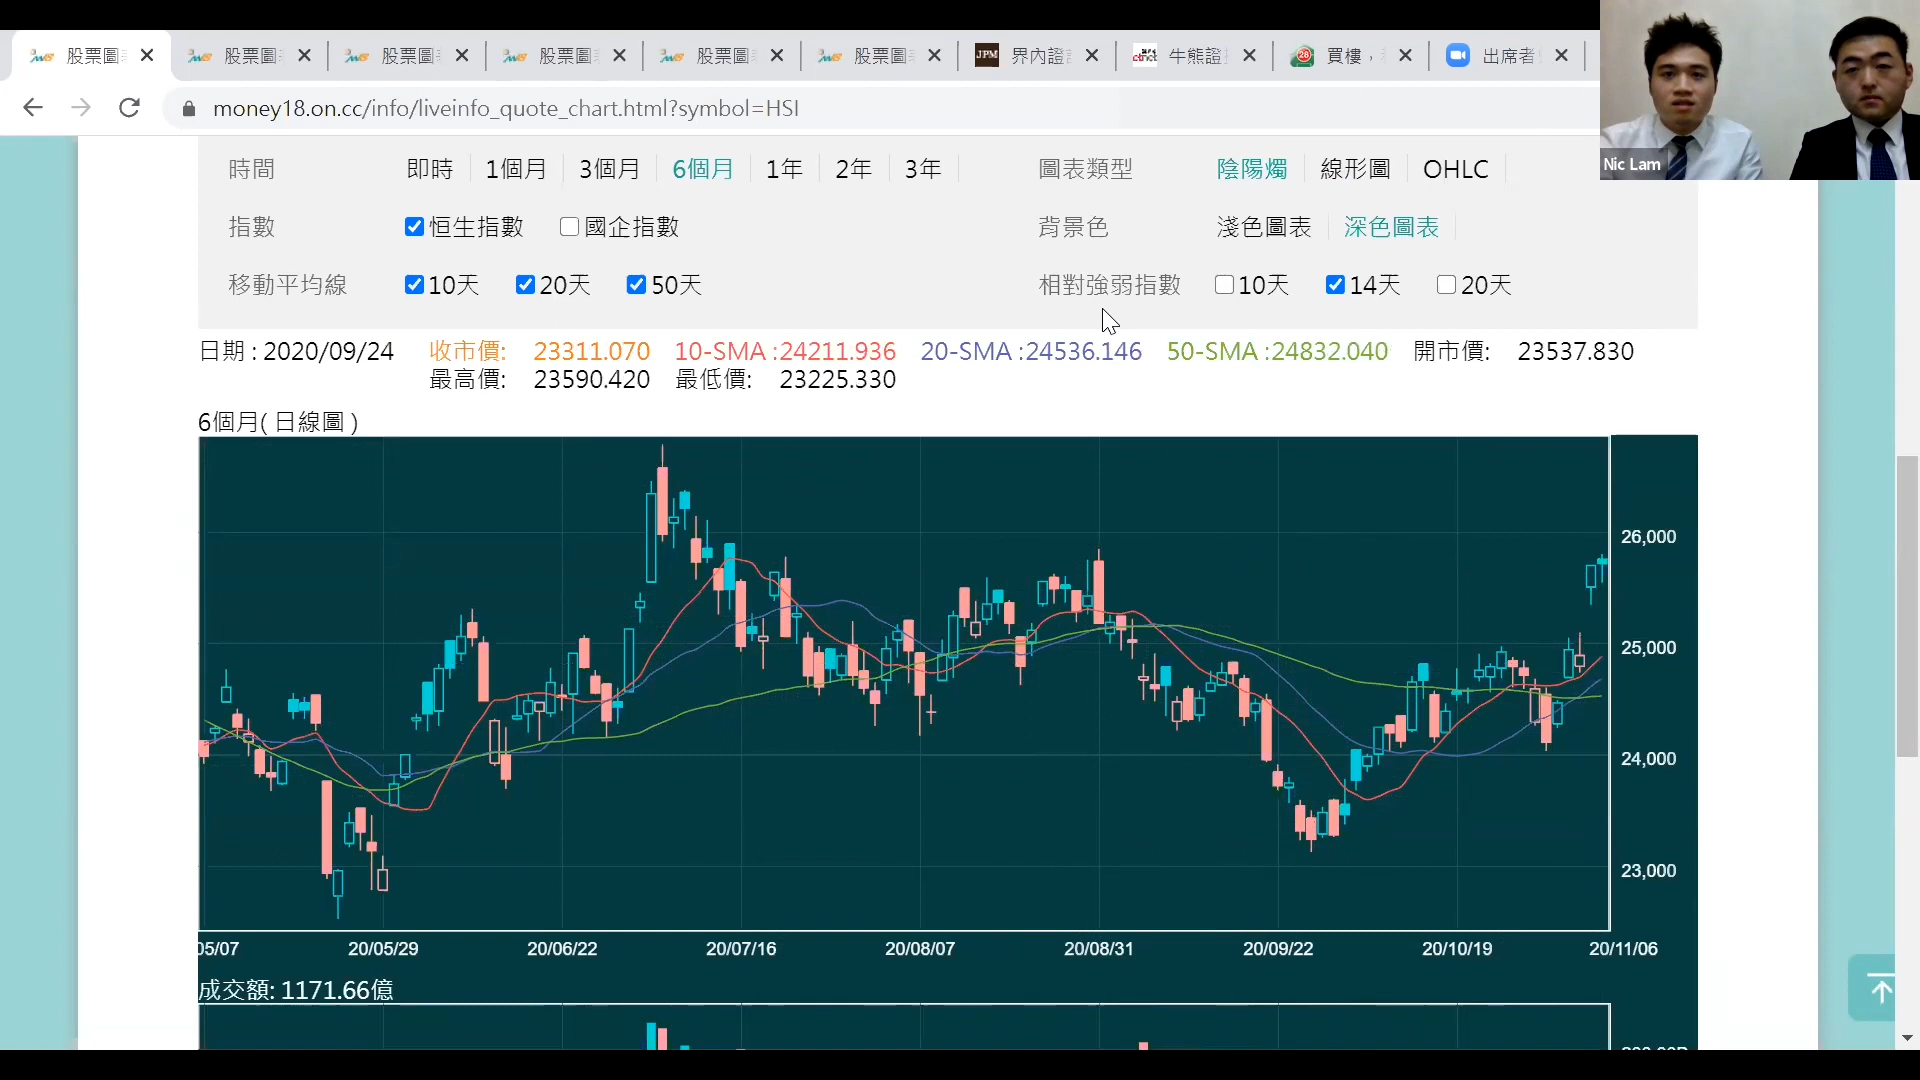 股票圖
股票圖
股票圖
股票圖
股票圖
股票圖
JPM 界內證
etnet 牛熊證
28 買樓，
出席者
money18.on.cc/info/liveinfo_quote_chart.html?symbol=HSI
Nic Lam
時間 即時 1個月 3個月 6個月 1年 2年 3年 圖表類型 陰陽燭 線形圖 OHLC
指數 恒生指數 國企指數 背景色 淺色圖表 深色圖表
移動平均線 10天 20天 50天 相對強弱指數 10天 14天 20天
日期 : 2020/09/24 收市價: 23311.070 10-SMA :24211.936 20-SMA :24536.146 50-SMA :24832.040 開市價: 23537.830
最高價: 23590.420 最低價: 23225.330
6個月( 日線圖 )
26,000
25,000
24,000
23,000
05/07 20/05/29 20/06/22 20/07/16 20/08/07 20/08/31 20/09/22 20/10/19 20/11/06
成交額: 1171.66億